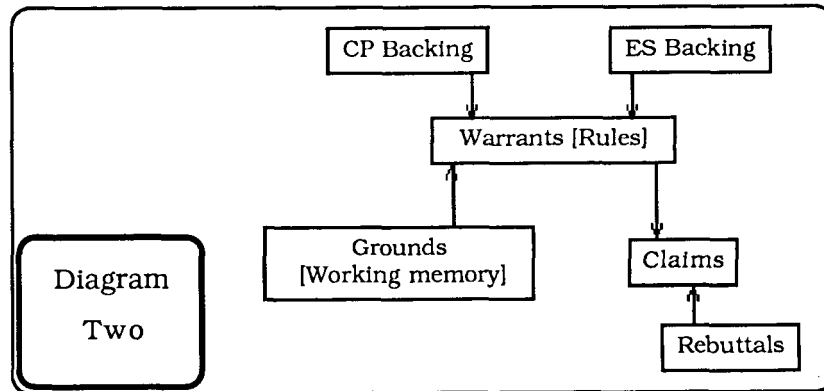 CP Backing
ES Backing
Warrants [Rules]
Grounds
[Working memory]
Claims
Rebuttals
Diagram
Two